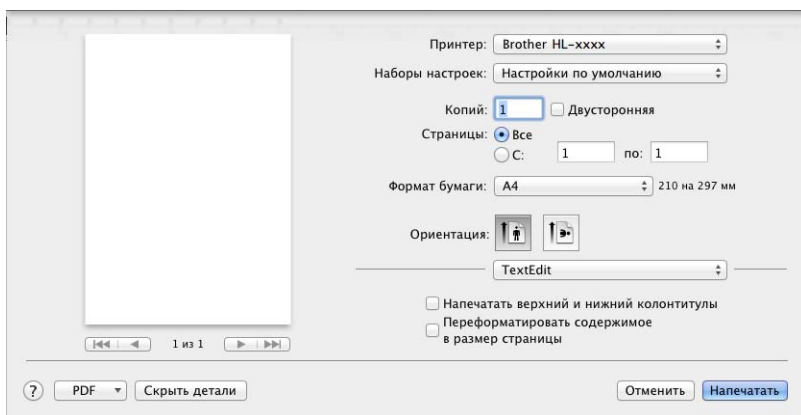 Принтер: Brother HL-xxxx
Наборы настроек: Настройки по умолчанию
Копий: 1 Двусторонняя
Страницы: Все
С: 1 по: 1
Формат бумаги: A4 210 на 297 мм
Ориентация:
TextEdit
Напечатать верхний и нижний колонтитулы
Переформатировать содержимое
в размер страницы
1 из 1
? PDF Скрыть детали Отменить Напечатать